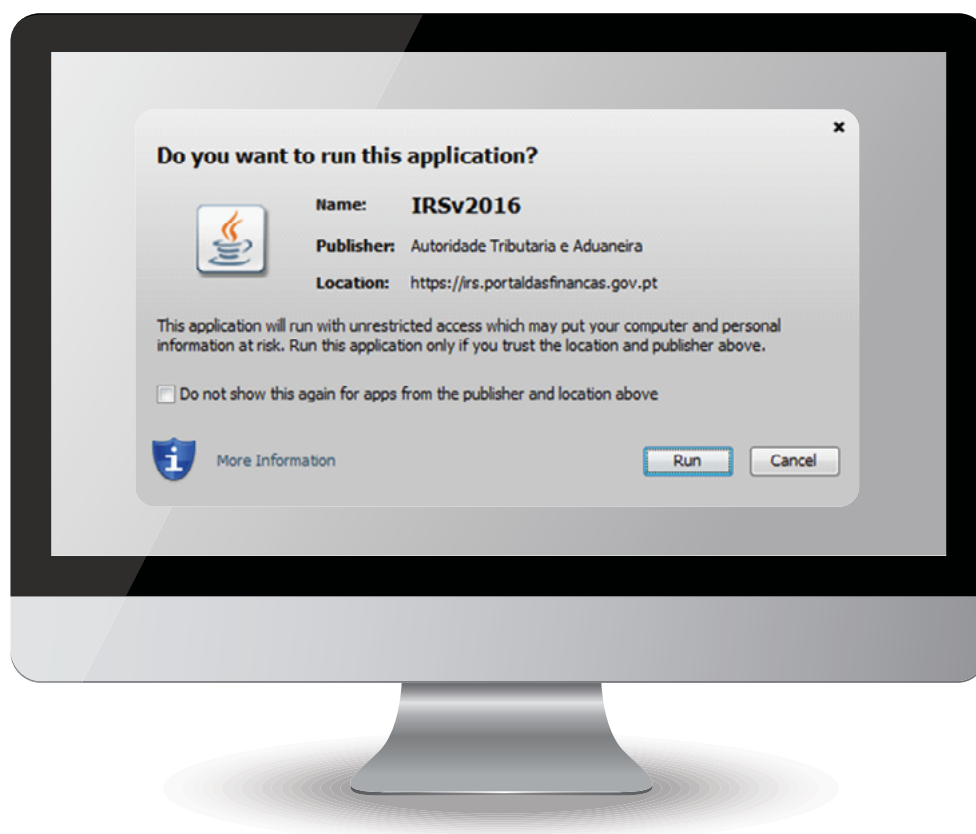 Do you want to run this application?
Name: IRSv2016
Publisher: Autoridade Tributaria e Aduaneira
Location: https://irs.portaldasfinancas.gov.pt
This application will run with unrestricted access which may put your computer and personal
information at risk. Run this application only if you trust the location and publisher above.
Do not show this again for apps from the publisher and location above
More Information
Run Cancel